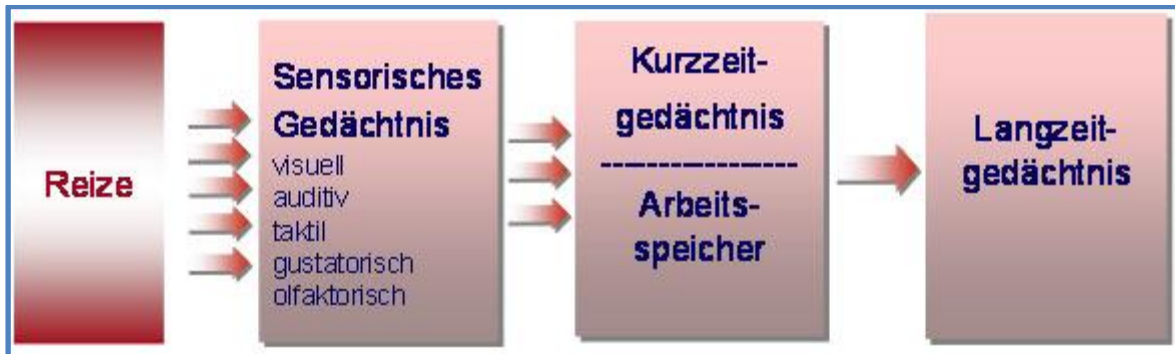 Reize
Sensorisches
Gedächtnis
visuell
auditiv
taktil
gustatorisch
olfaktorisch
Kurzzeit-
gedächtnis
-------------------
Arbeits-
speicher
Langzeit-
gedächtnis